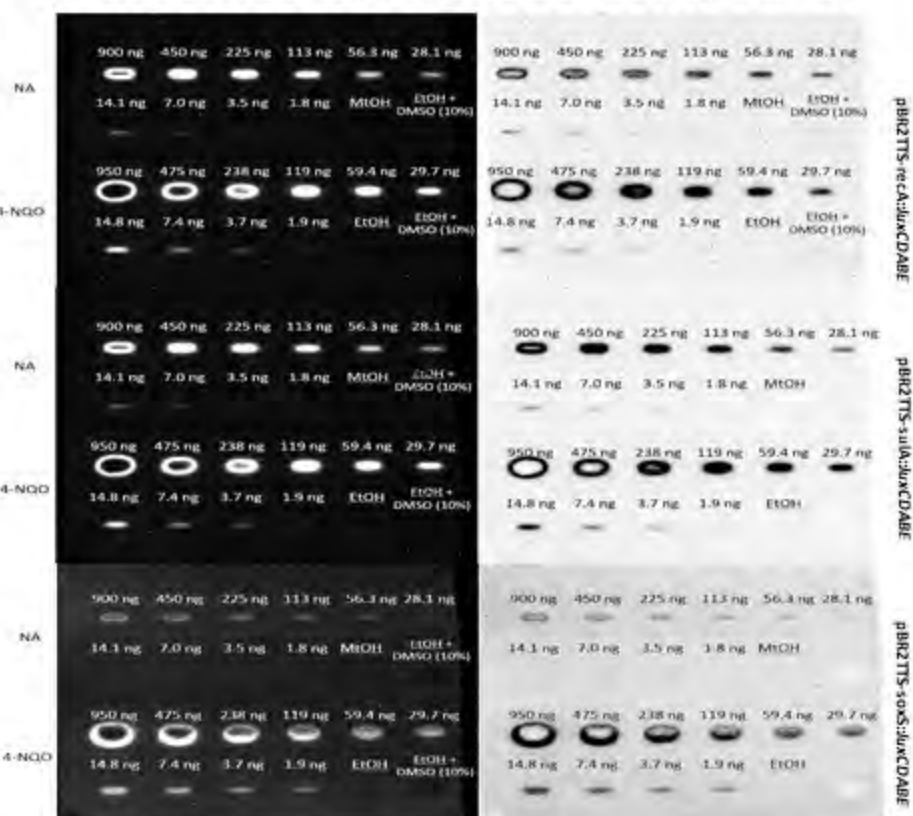 900 ng 450 ng 225 ng 113 ng 56.3 ng 28.1 ng
NA
14.1 ng 7.0 ng 3.5 ng 1.8 ng MtOH EtOH +
DMSO (10%)
950 ng 475 ng 238 ng 119 ng 59.4 ng 29.7 ng
4-NQO
14.8 ng 7.4 ng 3.7 ng 1.9 ng EtOH EtOH +
DMSO (10%)
900 ng 450 ng 225 ng 113 ng 56.3 ng 28.1 ng
14.1 ng 7.0 ng 3.5 ng 1.8 ng MtOH EtOH +
DMSO (10%)
950 ng 475 ng 238 ng 119 ng 59.4 ng 29.7 ng
14.8 ng 7.4 ng 3.7 ng 1.9 ng EtOH EtOH +
DMSO (10%)
pBR2TTS-recA::luxCDABE
900 ng 450 ng 225 ng 113 ng 56.3 ng 28.1 ng
NA
14.1 ng 7.0 ng 3.5 ng 1.8 ng MtOH EtOH +
DMSO (10%)
950 ng 475 ng 238 ng 119 ng 59.4 ng 29.7 ng
4-NQO
14.8 ng 7.4 ng 3.7 ng 1.9 ng EtOH EtOH +
DMSO (10%)
900 ng 450 ng 225 ng 113 ng 56.3 ng 28.1 ng
14.1 ng 7.0 ng 3.5 ng 1.8 ng MtOH
950 ng 475 ng 238 ng 119 ng 59.4 ng 29.7 ng
14.8 ng 7.4 ng 3.7 ng 1.9 ng EtOH
pBR2TTS-sulA::luxCDABE
900 ng 450 ng 225 ng 113 ng 56.3 ng 28.1 ng
NA
14.1 ng 7.0 ng 3.5 ng 1.8 ng MtOH EtOH +
DMSO (10%)
950 ng 475 ng 238 ng 119 ng 59.4 ng 29.7 ng
4-NQO
14.8 ng 7.4 ng 3.7 ng 1.9 ng EtOH EtOH +
DMSO (10%)
900 ng 450 ng 225 ng 113 ng 56.3 ng 28.1 ng
14.1 ng 7.0 ng 3.5 ng 1.8 ng MtOH
950 ng 475 ng 238 ng 119 ng 59.4 ng 29.7 ng
14.8 ng 7.4 ng 3.7 ng 1.9 ng EtOH
pBR2TTS-soxS::luxCDABE